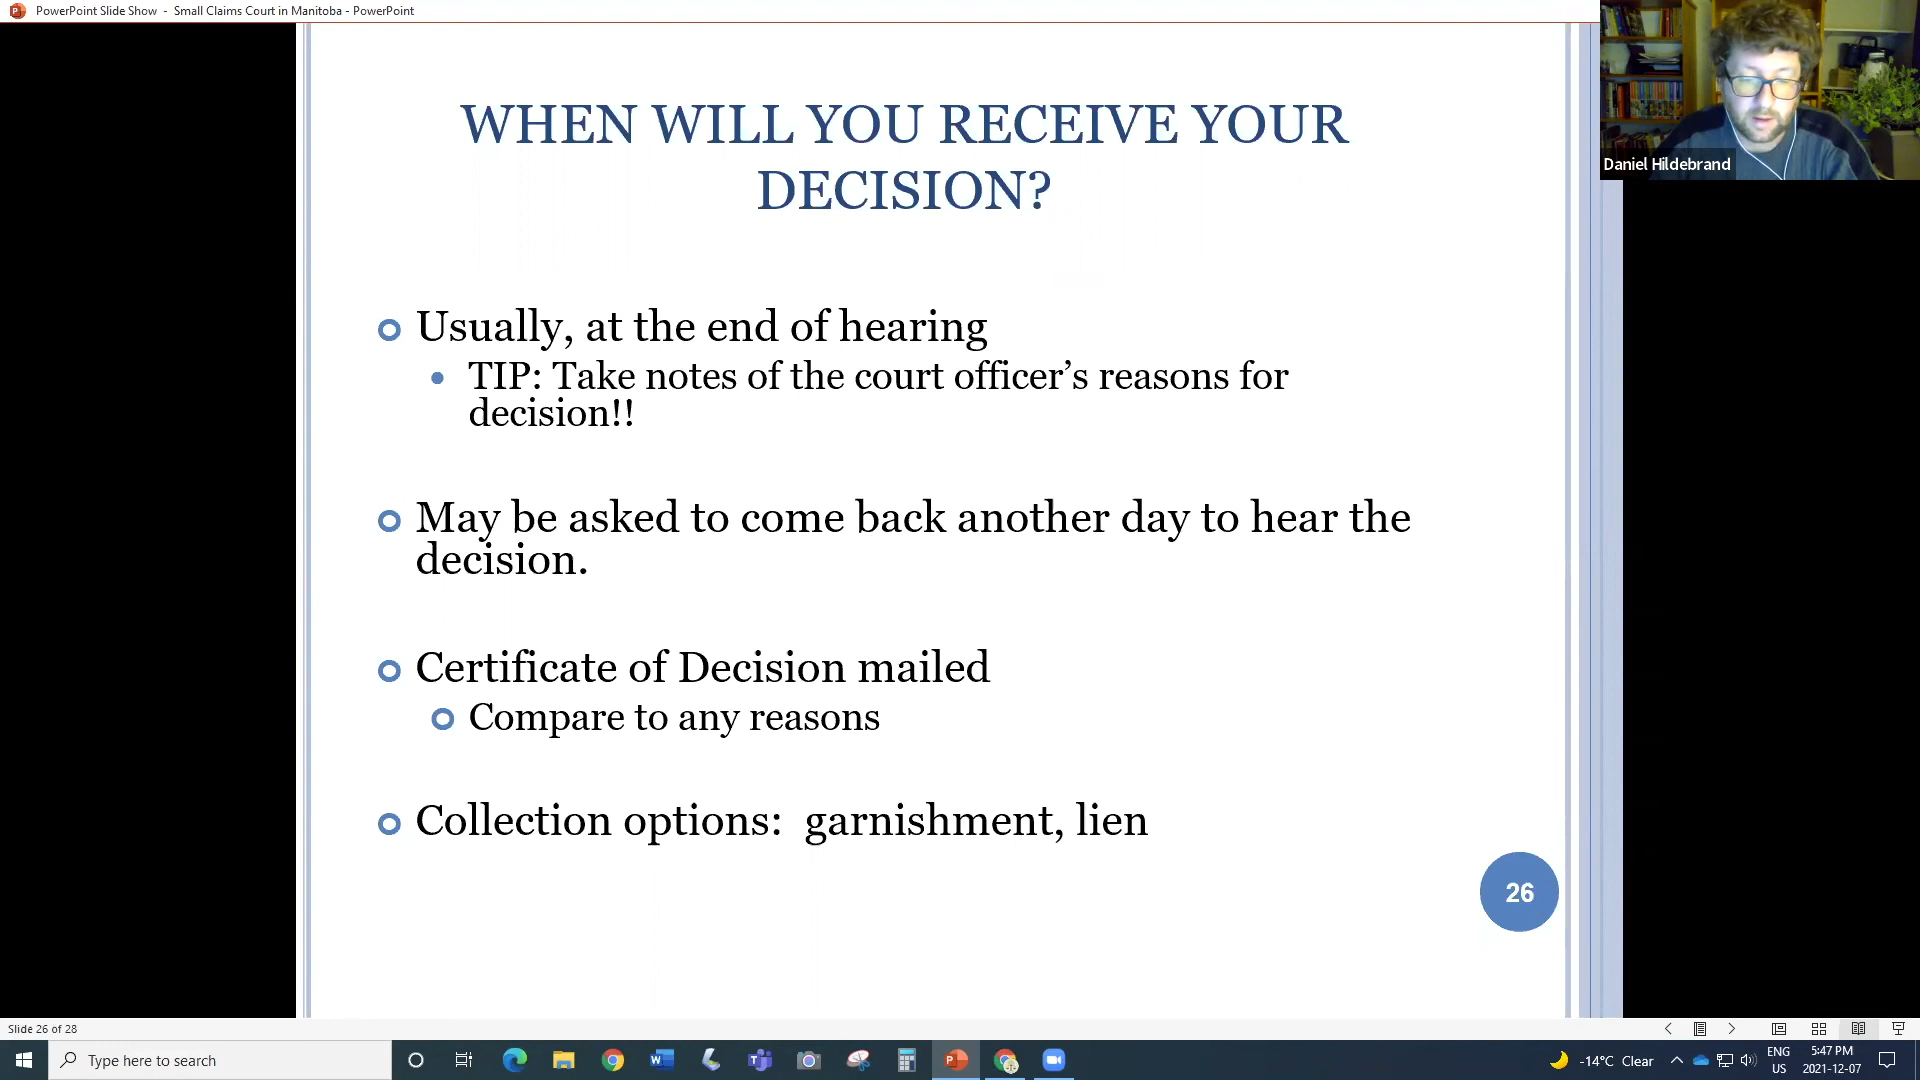 PowerPoint Slide Show - Small Claims Court in Manitoba - PowerPoint
WHEN WILL YOU RECEIVE YOUR
DECISION?
Daniel Hildebrand
Usually, at the end of hearing
TIP: Take notes of the court officer’s reasons for
decision!!
May be asked to come back another day to hear the
decision.
Certificate of Decision mailed
Compare to any reasons
Collection options:  garnishment, lien
26
Slide 26 of 28
Type here to search
-14°C Clear
ENG
US
5:47 PM
2021-12-07